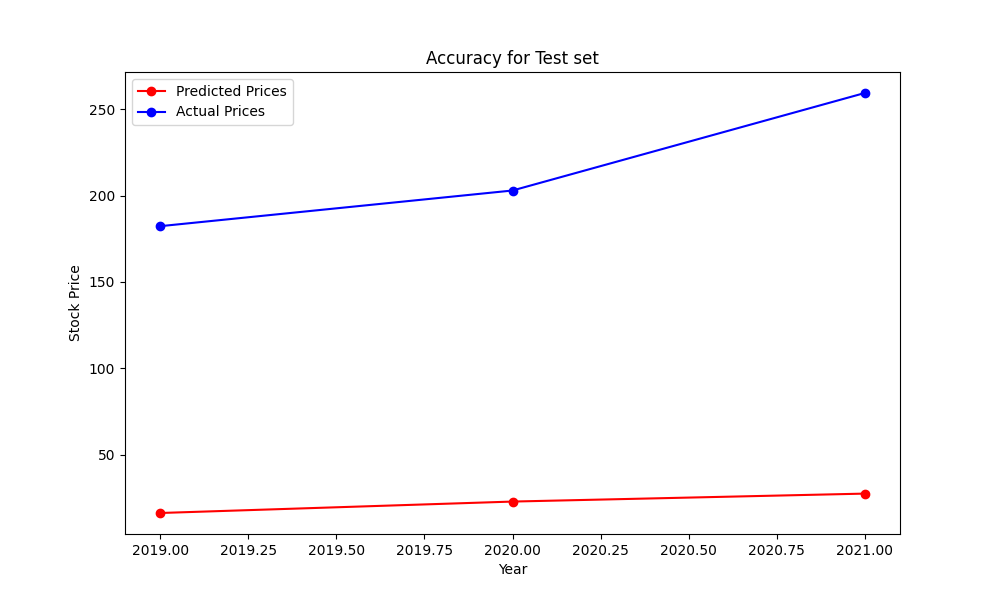 Accuracy for Test set
Predicted Prices
Actual Prices
250
200
150
100
50
Stock Price
2019.00 2019.25 2019.50 2019.75 2020.00 2020.25 2020.50 2020.75 2021.00
Year